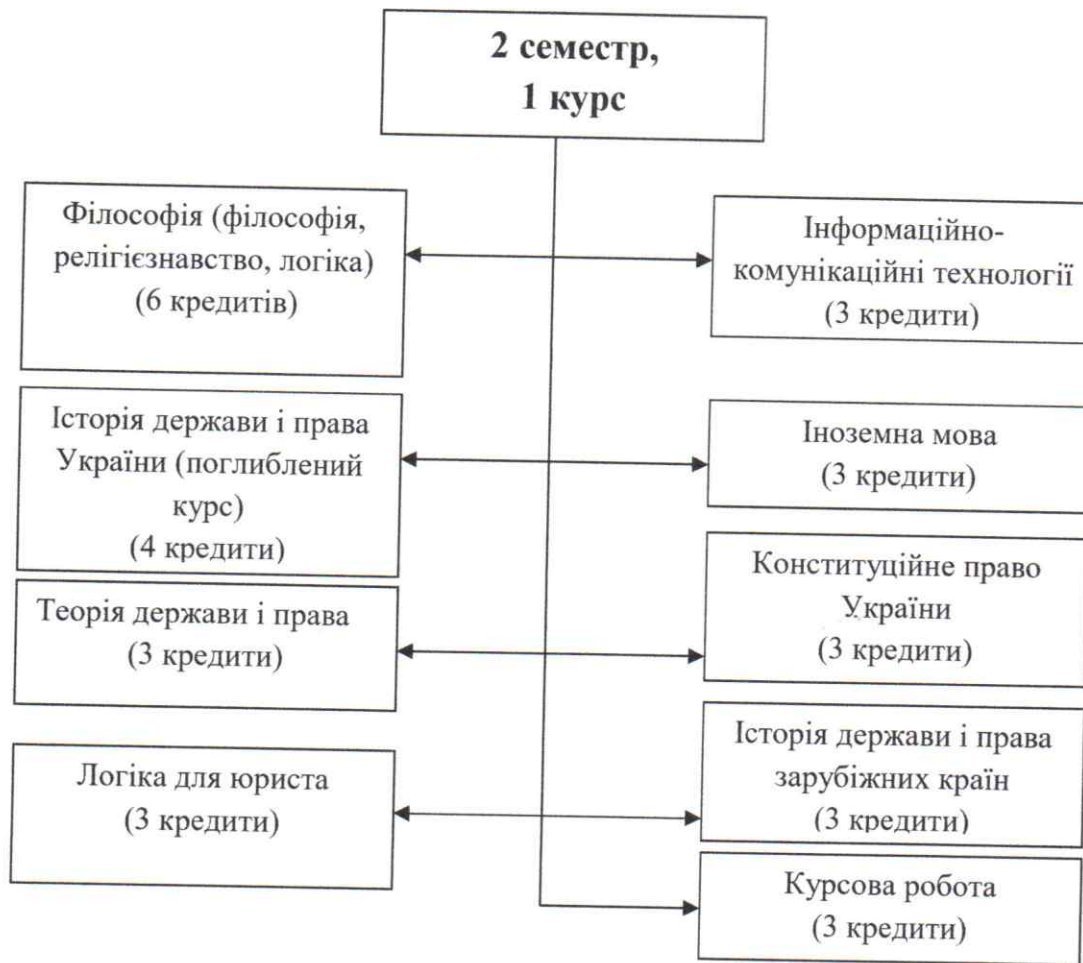 2 семестр,
1 курс
Філософія (філософія,
релігієзнавство, логіка)
(6 кредитів)
Інформаційно-
комунікаційні технології
(3 кредити)
Історія держави і права
України (поглиблений
курс)
(4 кредити)
Іноземна мова
(3 кредити)
Теорія держави і права
(3 кредити)
Конституційне право
України
(3 кредити)
Логіка для юриста
(3 кредити)
Історія держави і права
зарубіжних країн
(3 кредити)
Курсова робота
(3 кредити)